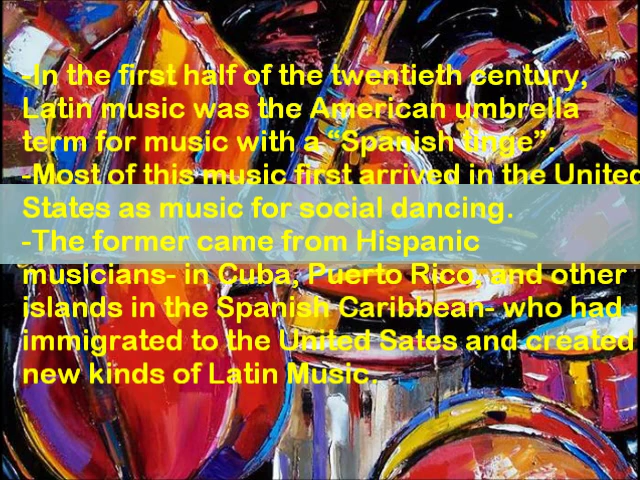 -In the first half of the twentieth century,
Latin music was the American umbrella
term for music with a “Spanish tinge”.
-Most of this music first arrived in the United
States as music for social dancing.
-The former came from Hispanic
musicians- in Cuba, Puerto Rico, and other
islands in the Spanish Caribbean- who had
immigrated to the United Sates and created
new kinds of Latin Music.